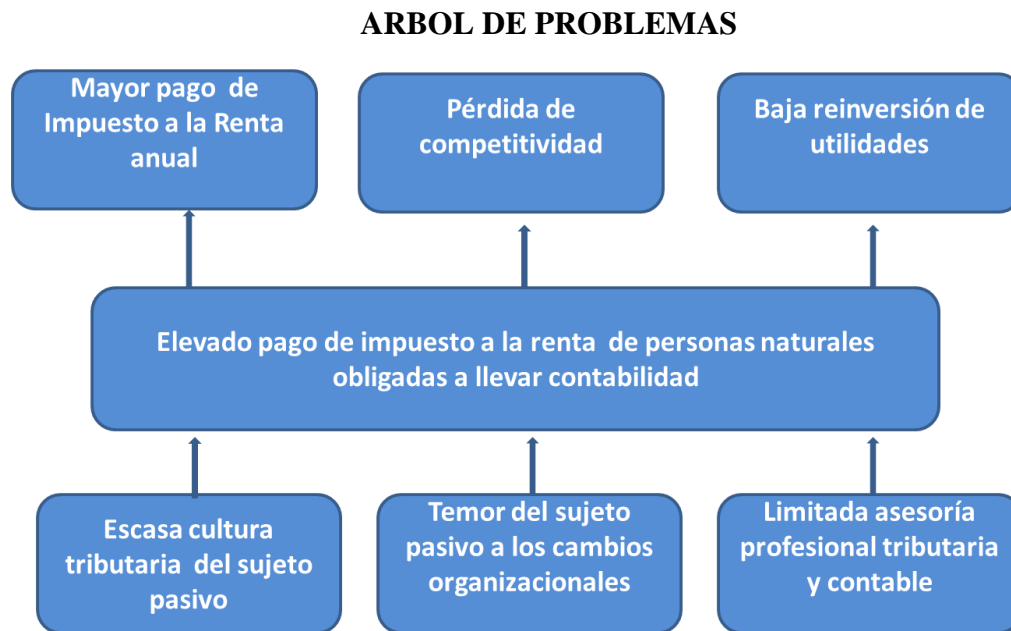 ARBOL DE PROBLEMAS
Mayor pago de
Impuesto a la Renta
anual
Pérdida de
competitividad
Baja reinversión de
utilidades
Elevado pago de impuesto a la renta de personas naturales
obligadas a llevar contabilidad
Escasa cultura
tributaria del sujeto
pasivo
Temor del sujeto
pasivo a los cambios
organizacionales
Limitada asesoría
profesional tributaria
y contable